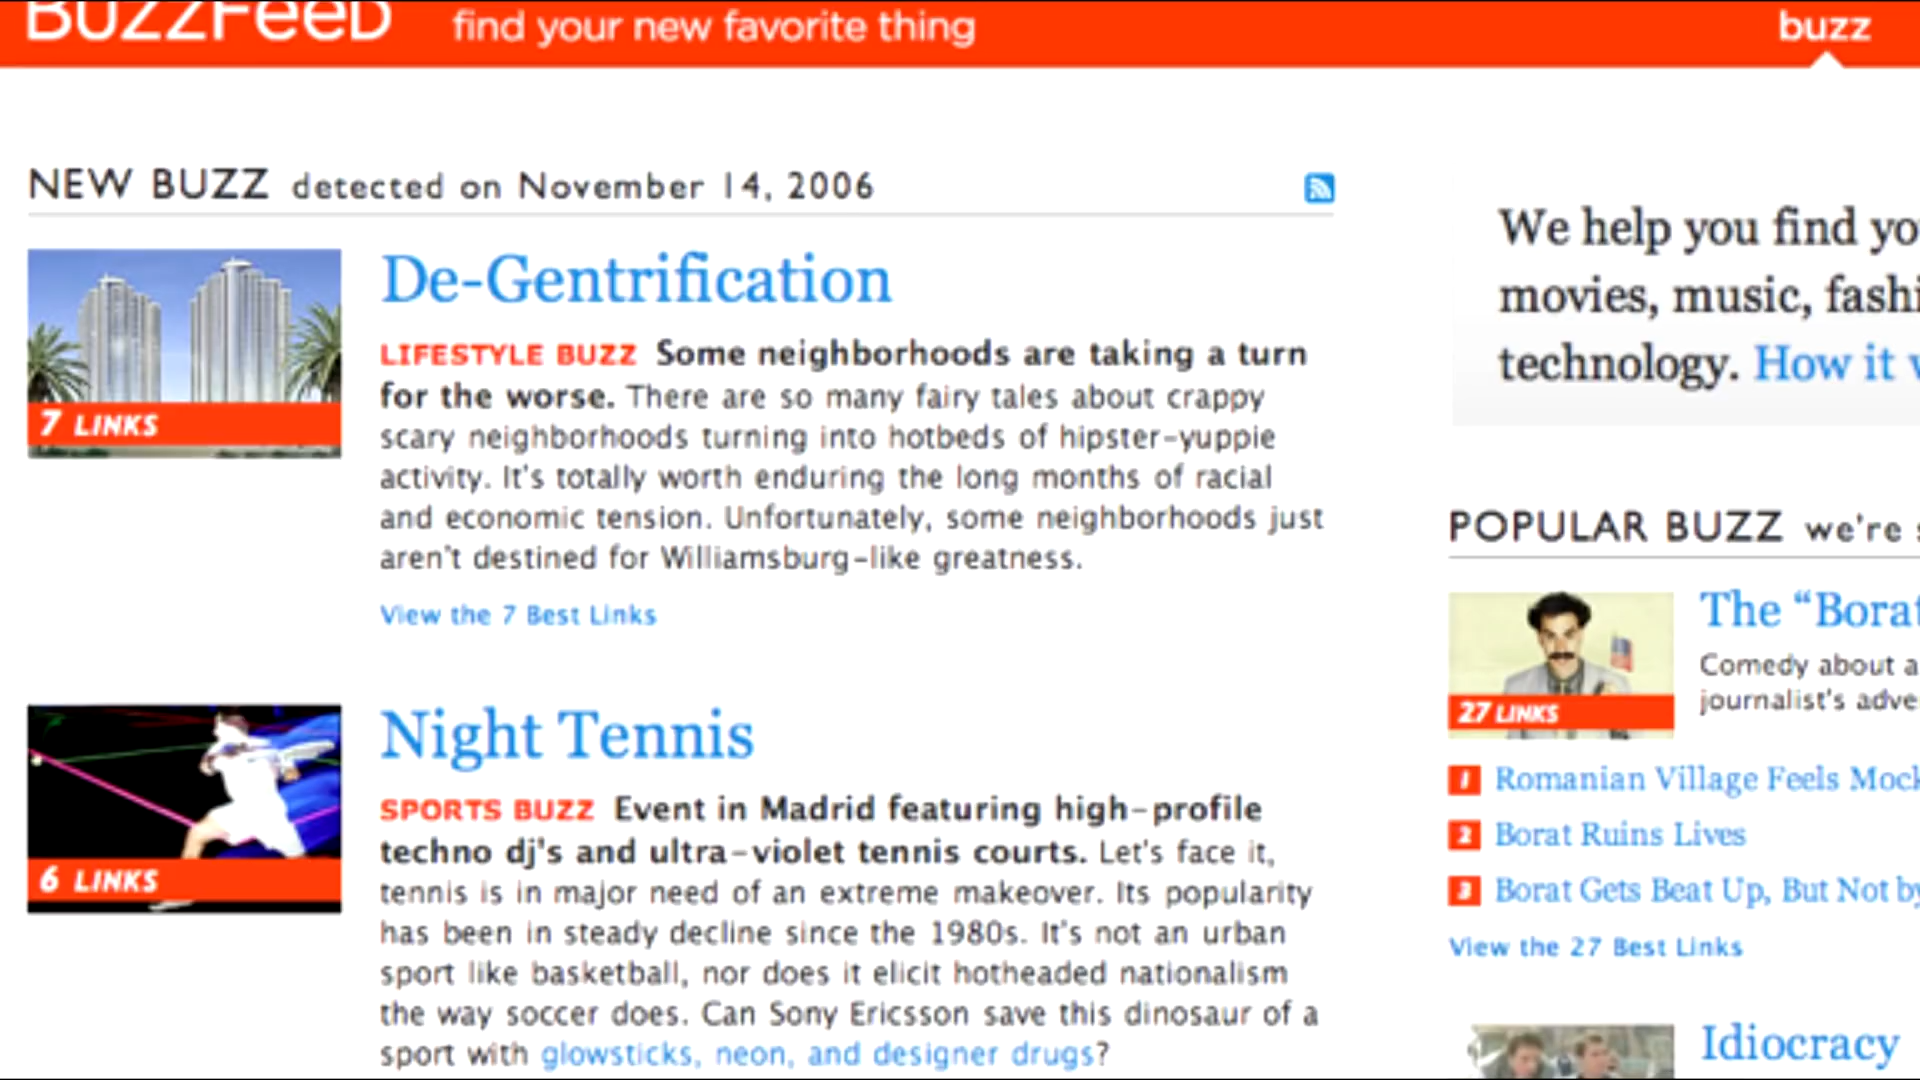 BUZZFEED find your new favorite thing buzz
NEW BUZZ detected on November 14, 2006
De-Gentrification
LIFESTYLE BUZZ Some neighborhoods are taking a turn
for the worse. There are so many fairy tales about crappy
scary neighborhoods turning into hotbeds of hipster-yuppie
activity. It's totally worth enduring the long months of racial
and economic tension. Unfortunately, some neighborhoods just
aren't destined for Williamsburg-like greatness.
View the 7 Best Links
7 LINKS
Night Tennis
SPORTS BUZZ Event in Madrid featuring high-profile
techno dj's and ultra-violet tennis courts. Let's face it,
tennis is in major need of an extreme makeover. Its popularity
has been in steady decline since the 1980s. It's not an urban
sport like basketball, nor does it elicit hotheaded nationalism
the way soccer does. Can Sony Ericsson save this dinosaur of a
sport with glowsticks, neon, and designer drugs?
6 LINKS
We help you find
movies, music,
technology. How it
POPULAR BUZZ we're
The
Comedy about a
journalist's
27 LINKS
1 Romanian Village Feels
2 Borat Ruins Lives
3 Borat Gets Beat Up, But Not by
View the 27 Best Links
Idiocracy